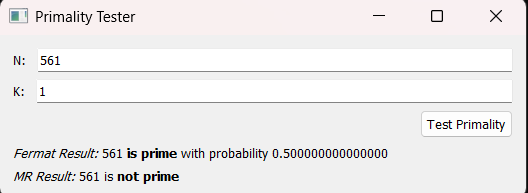 Primality Tester
N: 561
K: 1
Test Primality
Fermat Result: 561 is prime with probability 0.500000000000000
MR Result: 561 is not prime